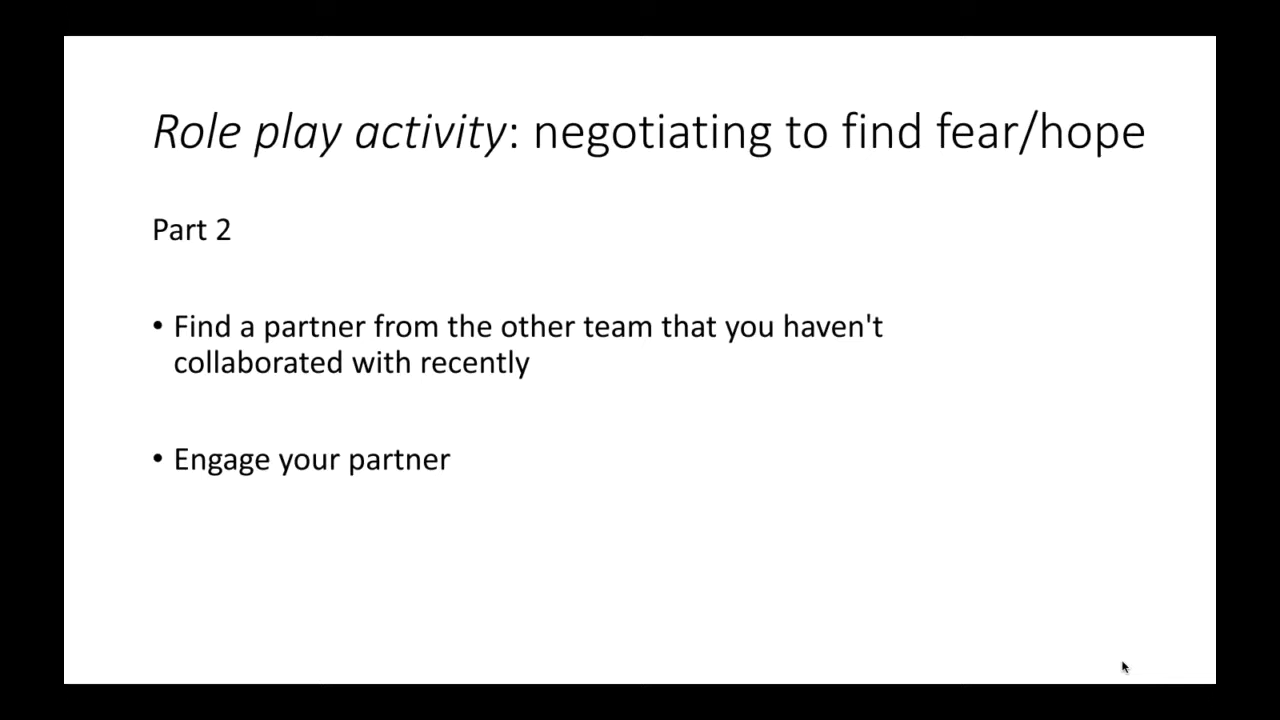 Role play activity: negotiating to find fear/hope
Part 2
• Find a partner from the other team that you haven't
collaborated with recently
• Engage your partner